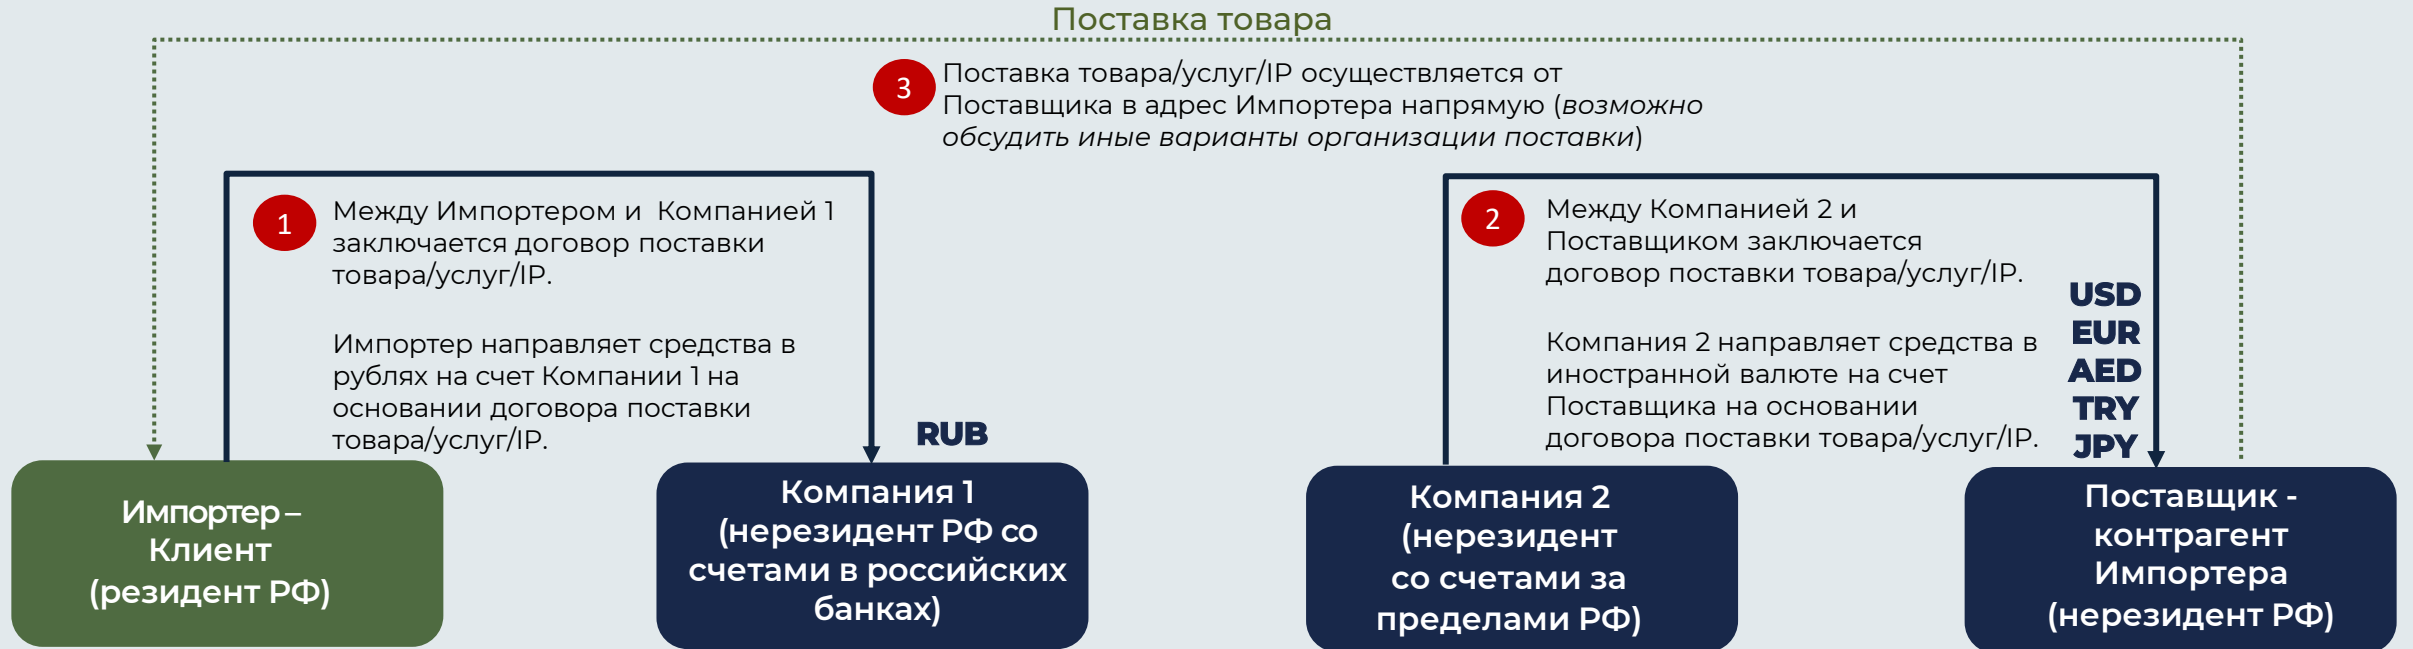 Поставка товара
3
Поставка товара/услуг/IP осуществляется от
Поставщика в адрес Импортера напрямую (возможно
обсудить иные варианты организации поставки)
1
Между Импортером и Компанией 1
заключается договор поставки
товара/услуг/IP.
Импортер направляет средства в
рублях на счет Компании 1 на
основании договора поставки
товара/услуг/IP.
RUB
2
Между Компанией 2 и
Поставщиком заключается
договор поставки товара/услуг/IP.
Компания 2 направляет средства в
иностранной валюте на счет
Поставщика на основании
договора поставки товара/услуг/IP.
USD
EUR
AED
TRY
JPY
Импортер –
Клиент
(резидент РФ)
Компания 1
(нерезидент РФ со
счетами в российских
банках)
Компания 2
(нерезидент
со счетами за
пределами РФ)
Поставщик -
контрагент
Импортера
(нерезидент РФ)